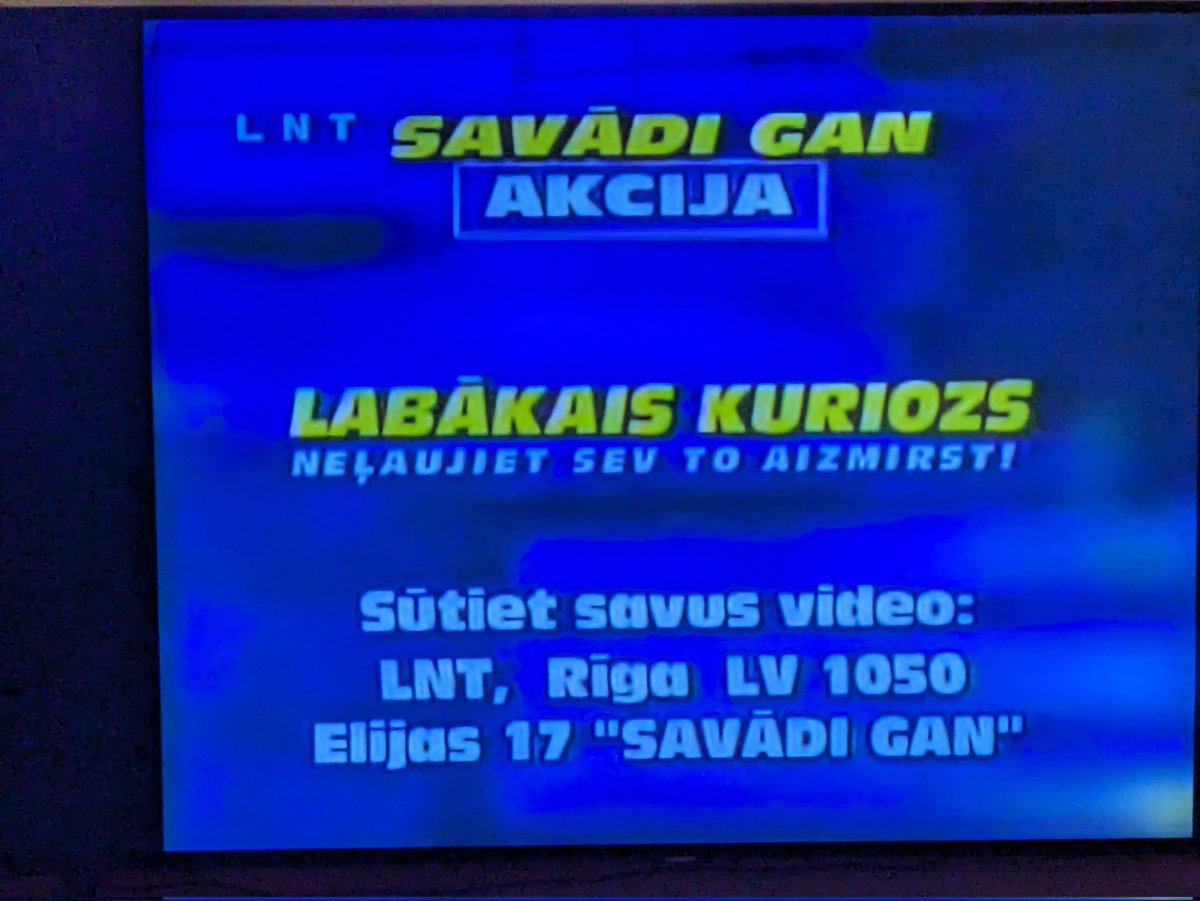 LNT SAVĀDI GAN
AKCIJA
LABĀKAIS KURIOZS
NEĻAUJIET SEV TO AIZMIRST!
Sūtiet savus video:
LNT, Rīga LV 1050
Elijas 17 "SAVĀDI GAN"